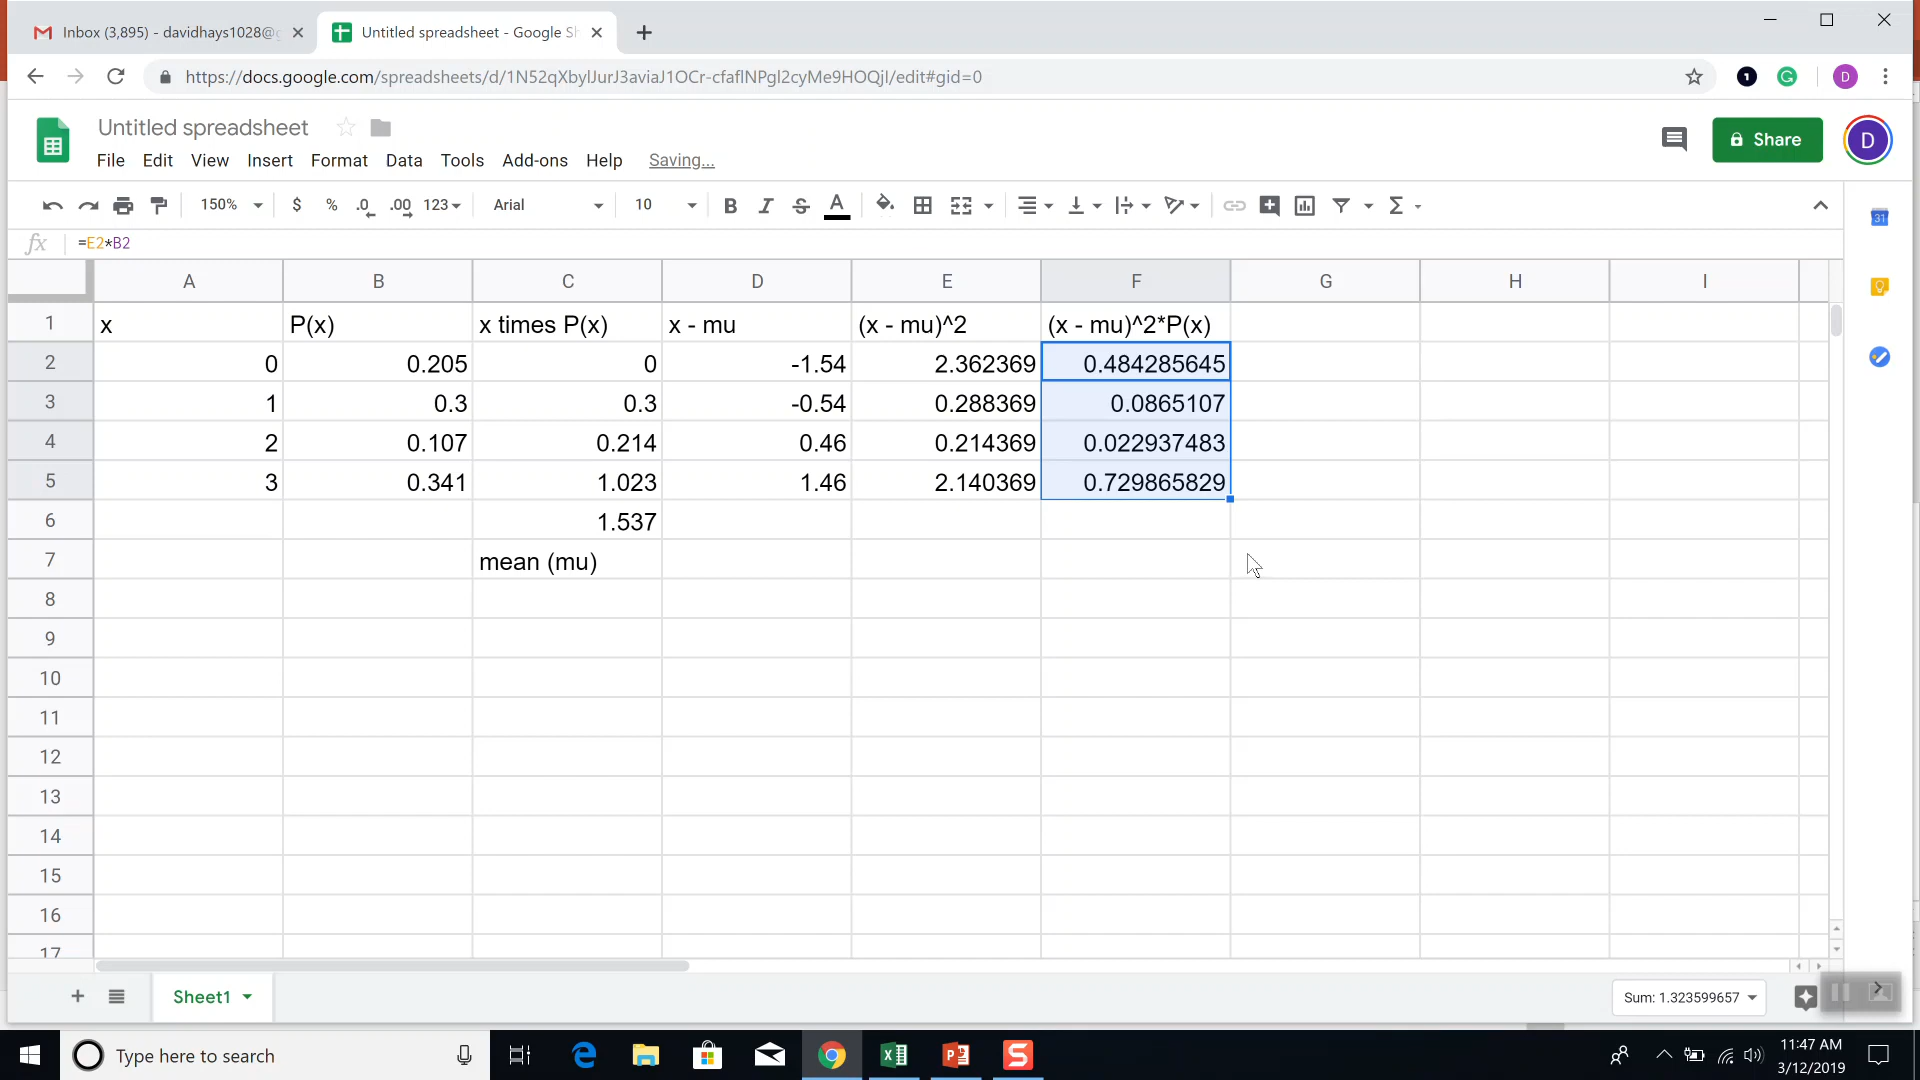 Inbox (3,895) - davidhays1028@g
Untitled spreadsheet - Google Sh
https://docs.google.com/spreadsheets/d/1N52qXbylJurJ3aviaJ1OCr-cfaflNPgl2cyMe9HOQjI/edit#gid=0
D
Untitled spreadsheet
File Edit View Insert Format Data Tools Add-ons Help Saving...
Share
D
150% $ % .0 .00 123 Arial 10 B I S A Σ
31
fx =E2*B2
A B C D E F G H I
1 x P(x) x times P(x) x - mu (x - mu)^2 (x - mu)^2*P(x)
2 0 0.205 0 -1.54 2.362369 0.484285645
3 1 0.3 0.3 -0.54 0.288369 0.0865107
4 2 0.107 0.214 0.46 0.214369 0.022937483
5 3 0.341 1.023 1.46 2.140369 0.729865829
6 1.537
7 mean (mu)
8
9
10
11
12
13
14
15
16
17
Sheet1
Sum: 1.323599657
Type here to search
11:47 AM
3/12/2019